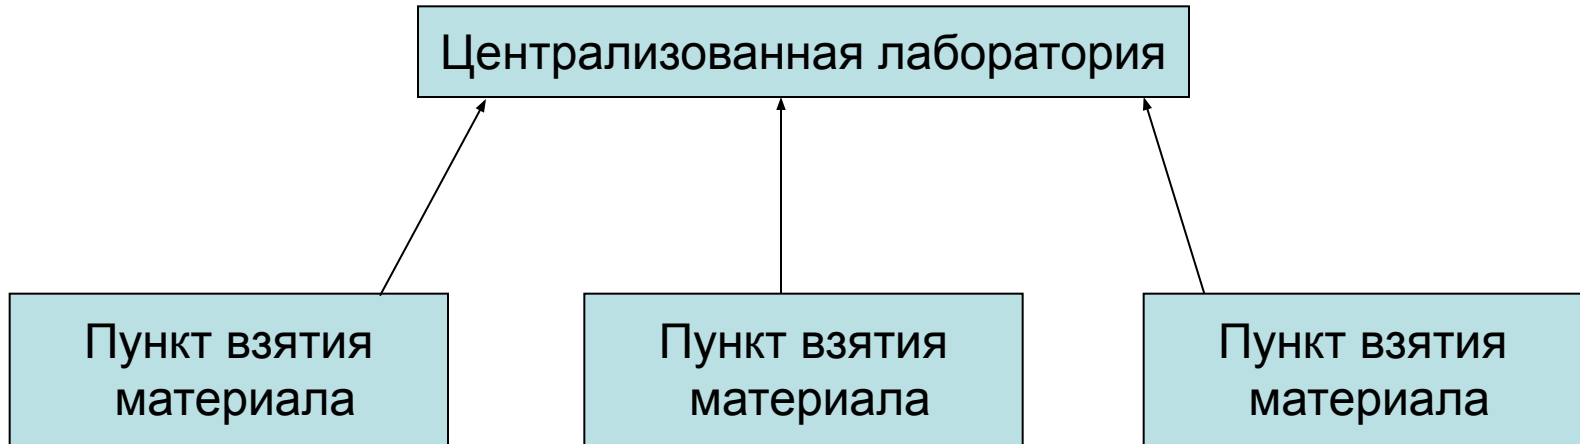 Централизованная лаборатория
Пункт взятия
материала
Пункт взятия
материала
Пункт взятия
материала